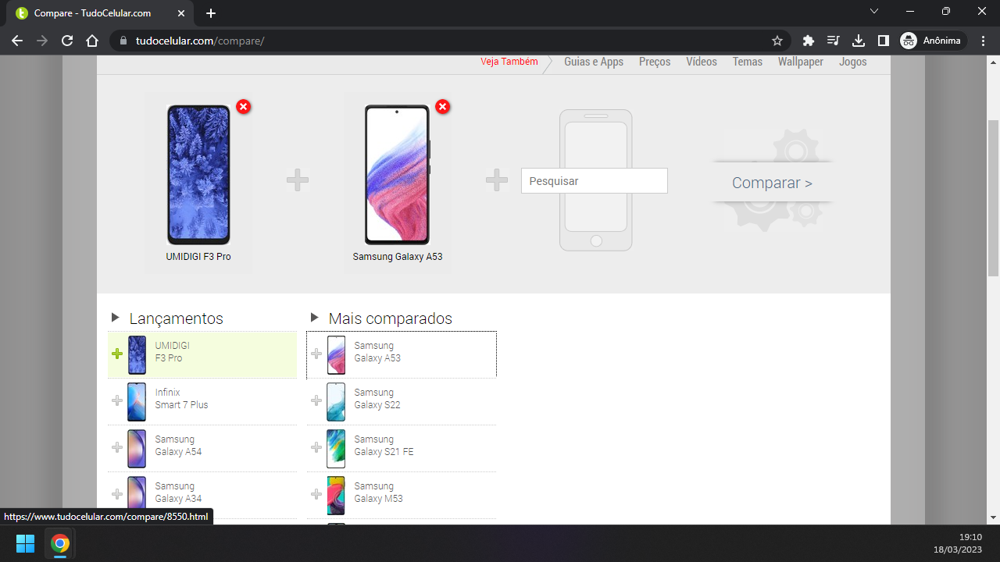 Compare - TudoCelular.com
tudocelular.com/compare/
Anônima
Veja Também
Guias e Apps
Preços
Vídeos
Temas
Wallpaper
Jogos
Pesquisar
Comparar >
UMIDIGI F3 Pro
Samsung Galaxy A53
Lançamentos
UMIDIGI
F3 Pro
Infinix
Smart 7 Plus
Samsung
Galaxy A54
Samsung
Galaxy A34
Mais comparados
Samsung
Galaxy A53
Samsung
Galaxy S22
Samsung
Galaxy S21 FE
Samsung
Galaxy M53
https://www.tudocelular.com/compare/8550.html
19:10
18/03/2023